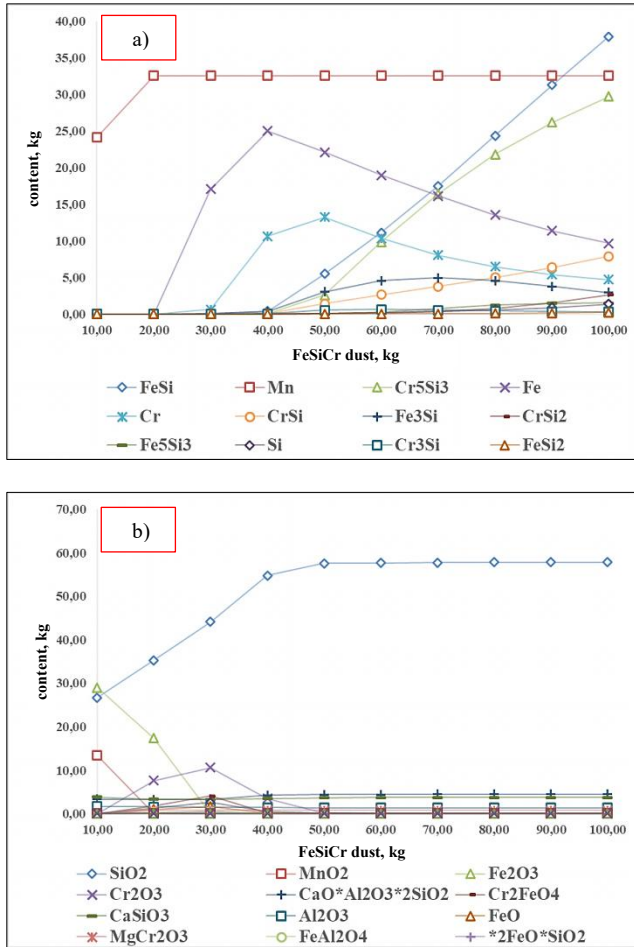 a)
40,00
35,00
30,00
25,00
20,00
15,00
10,00
5,00
0,00
content, kg
10,00 20,00 30,00 40,00 50,00 60,00 70,00 80,00 90,00 100,00
FeSiCr dust, kg
FeSi Mn Cr5Si3 Fe
Cr CrSi Fe3Si CrSi2
Fe5Si3 Si Cr3Si FeSi2
b)
70,00
60,00
50,00
40,00
30,00
20,00
10,00
0,00
content, kg
10,00 20,00 30,00 40,00 50,00 60,00 70,00 80,00 90,00 100,00
FeSiCr dust, kg
SiO2 MnO2 Fe2O3
Cr2O3 CaO*Al2O3*2SiO2 Cr2FeO4
CaSiO3 Al2O3 FeO
MgCr2O3 FeAl2O4 *2FeO*SiO2